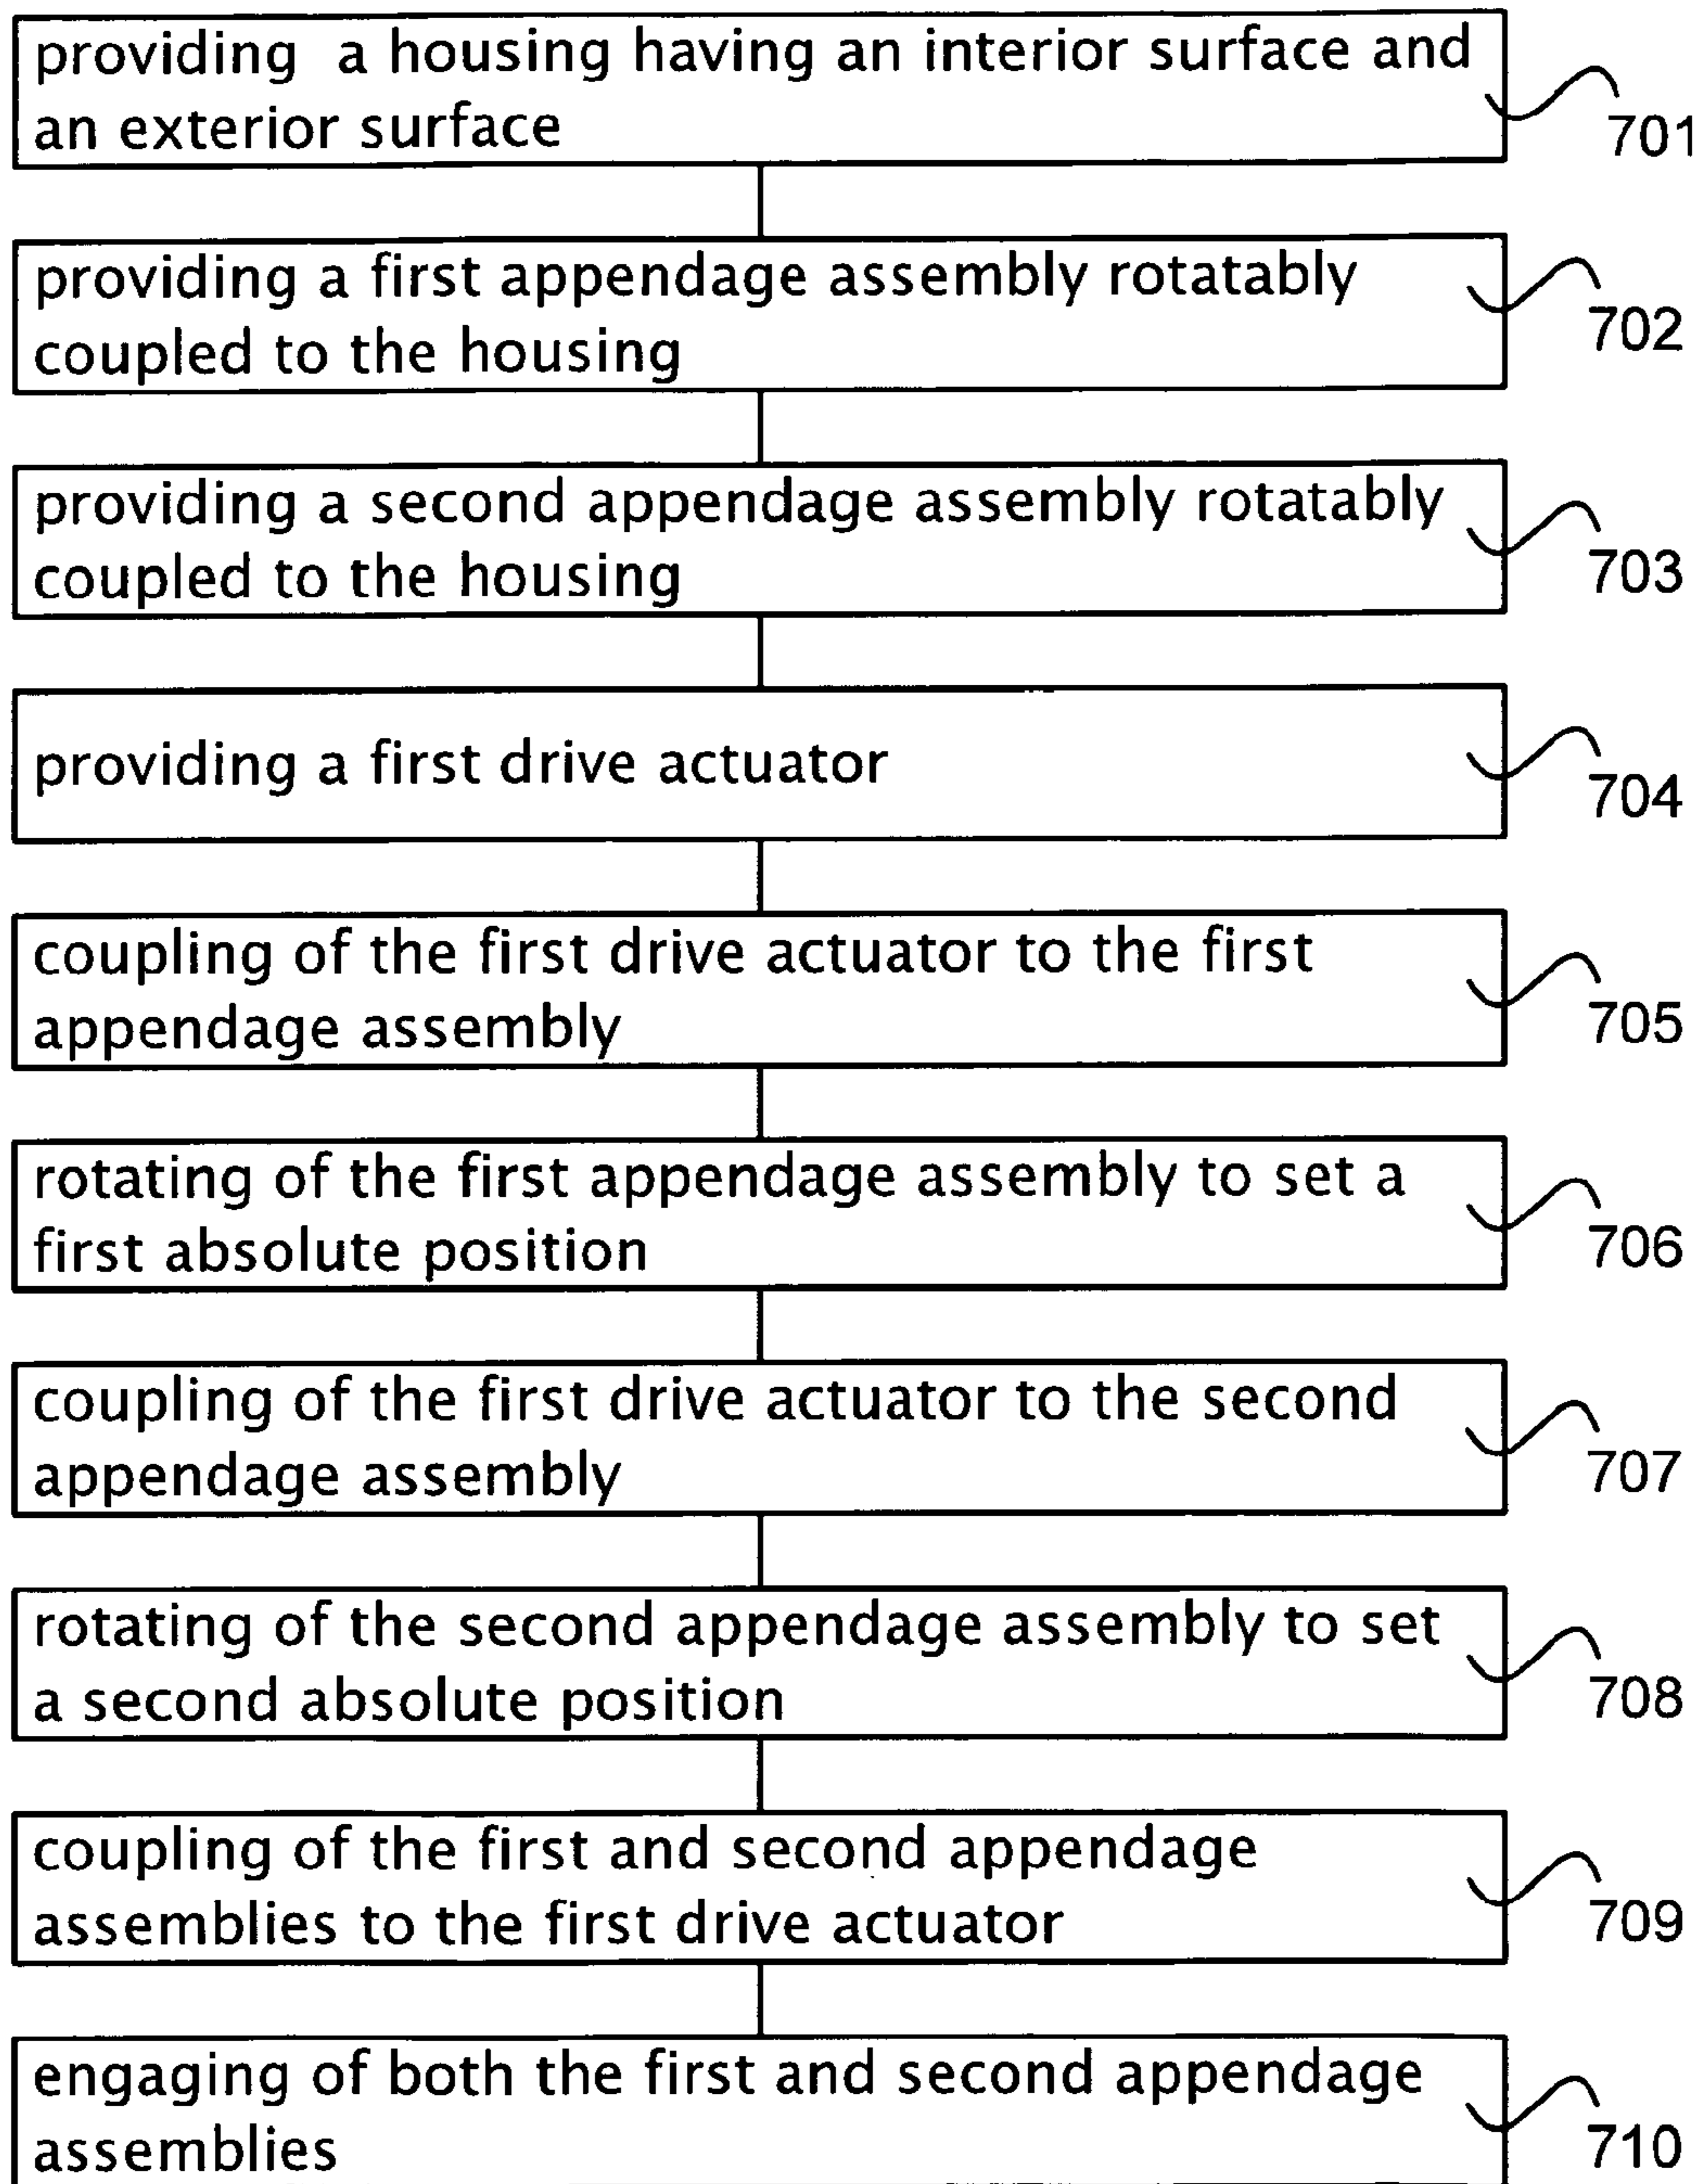 providing a housing having an interior surface and
an exterior surface
701
providing a first appendage assembly rotatably
coupled to the housing
702
providing a second appendage assembly rotatably
coupled to the housing
703
providing a first drive actuator
704
coupling of the first drive actuator to the first
appendage assembly
705
rotating of the first appendage assembly to set a
first absolute position
706
coupling of the first drive actuator to the second
appendage assembly
707
rotating of the second appendage assembly to set
a second absolute position
708
coupling of the first and second appendage
assemblies to the first drive actuator
709
engaging of both the first and second appendage
assemblies
710